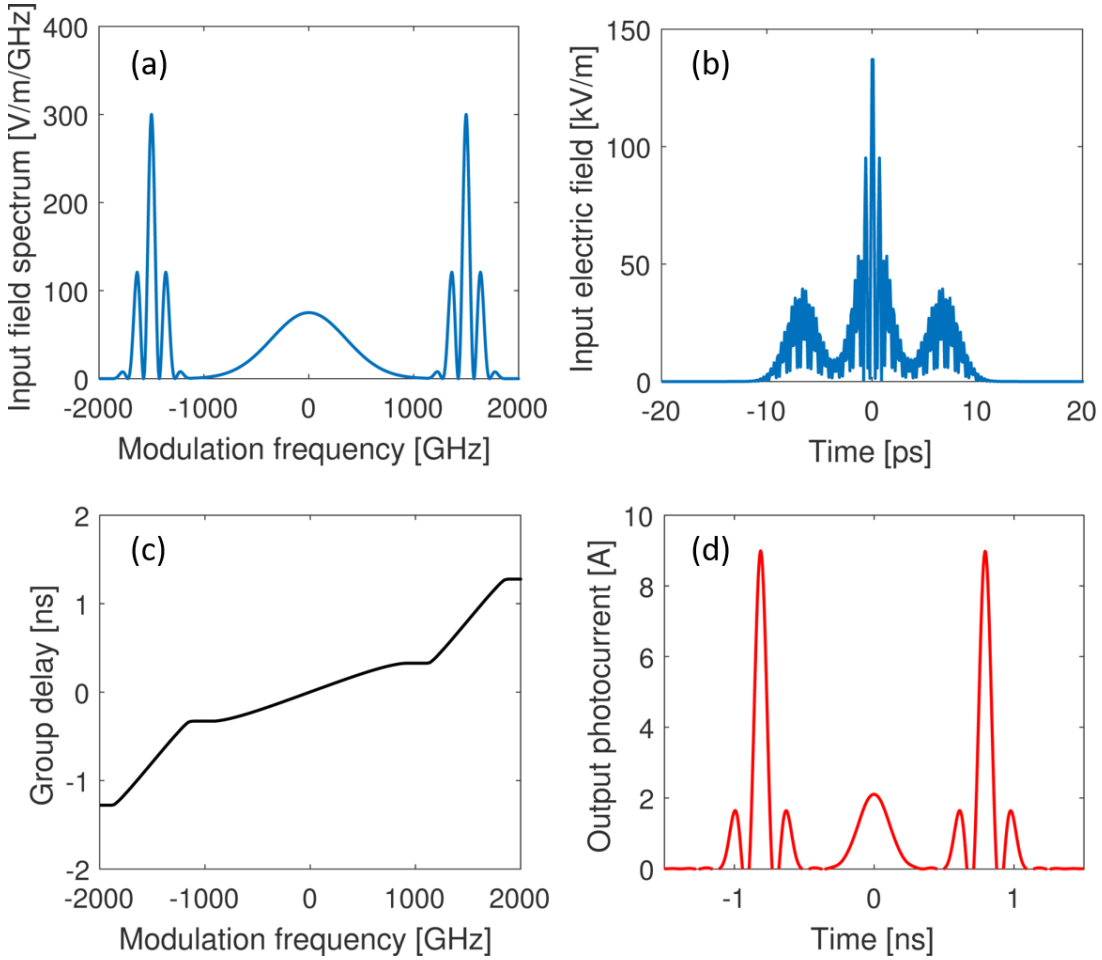 (a)
Input field spectrum [V/m/GHz]
400
300
200
100
0
-2000 -1000 0 1000 2000
Modulation frequency [GHz]
(b)
Input electric field [kV/m]
150
100
50
0
-20 -10 0 10 20
Time [ps]
(c)
Group delay [ns]
2
1
0
-1
-2
-2000 -1000 0 1000 2000
Modulation frequency [GHz]
(d)
Output photocurrent [A]
10
8
6
4
2
0
-1 0 1
Time [ns]